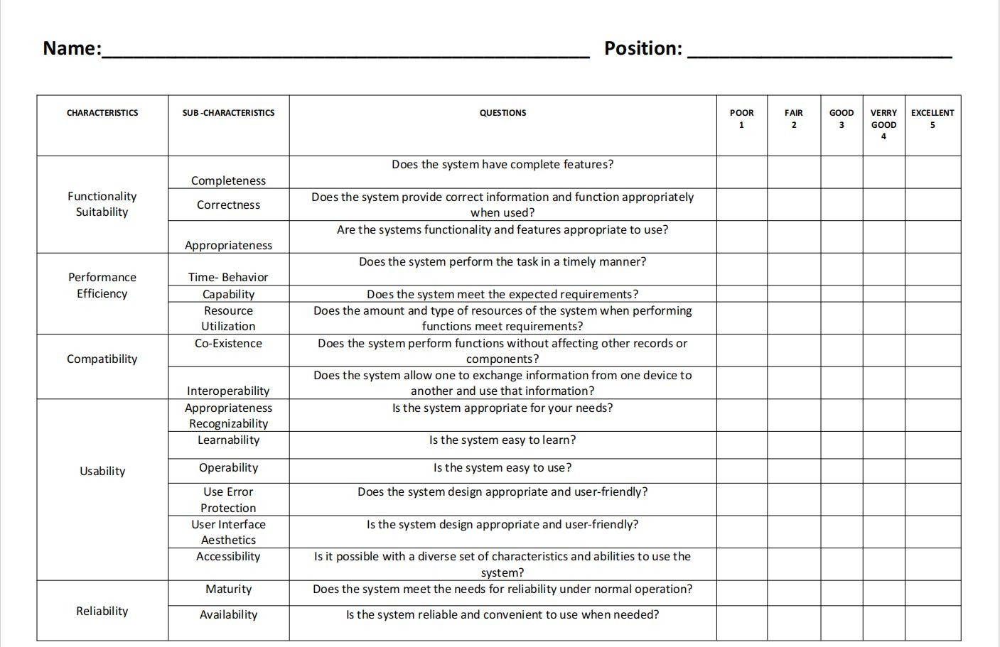 Name:______________________________ Position: ________________
CHARACTERISTICS SUB -CHARACTERISTICS QUESTIONS POOR FAIR GOOD VERRY EXCELLENT
1 2 3 GOOD 5
4
Does the system have complete features?
Completeness
Functionality
Suitability
Correctness
Does the system provide correct information and function appropriately
when used?
Are the systems functionality and features appropriate to use?
Appropriateness
Performance
Efficiency
Does the system perform the task in a timely manner?
Time- Behavior
Capability Does the system meet the expected requirements?
Resource
Utilization
Does the amount and type of resources of the system when performing
functions meet requirements?
Compatibility
Co-Existence
Does the system perform functions without affecting other records or
components?
Interoperability
Does the system allow one to exchange information from one device to
another and use that information?
Usability
Appropriateness
Recognizability
Is the system appropriate for your needs?
Learnability Is the system easy to learn?
Operability Is the system easy to use?
Use Error
Protection
Does the system design appropriate and user-friendly?
User Interface
Aesthetics
Is the system design appropriate and user-friendly?
Accessibility
Is it possible with a diverse set of characteristics and abilities to use the
system?
Reliability
Maturity Does the system meet the needs for reliability under normal operation?
Availability Is the system reliable and convenient to use when needed?